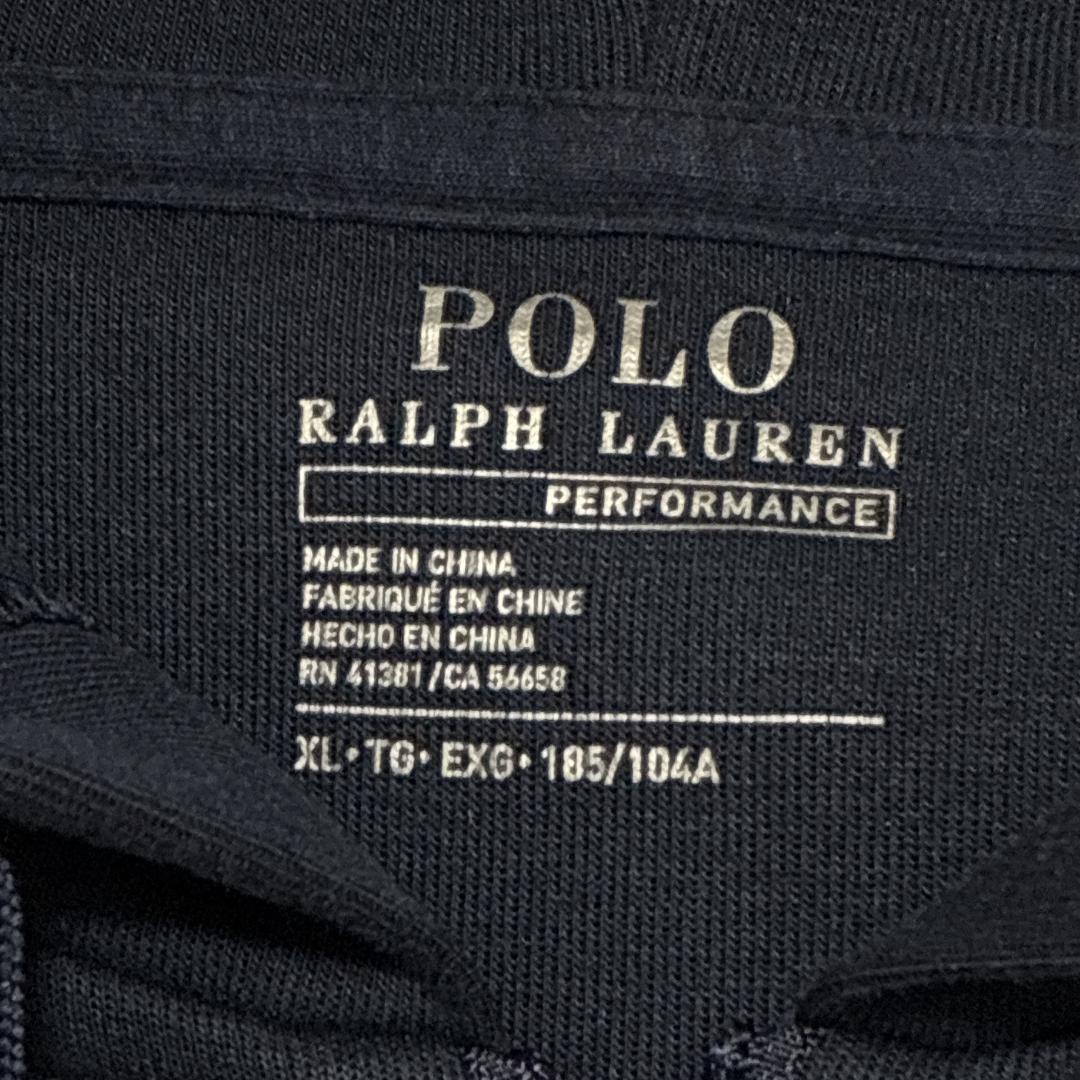 POLO
RALPH LAUREN
PERFORMANCE
MADE IN CHINA
FABRIQUÉ EN CHINE
HECHO EN CHINA
RN 41381/CA 56658
XL• TG• EXG• 185/104A